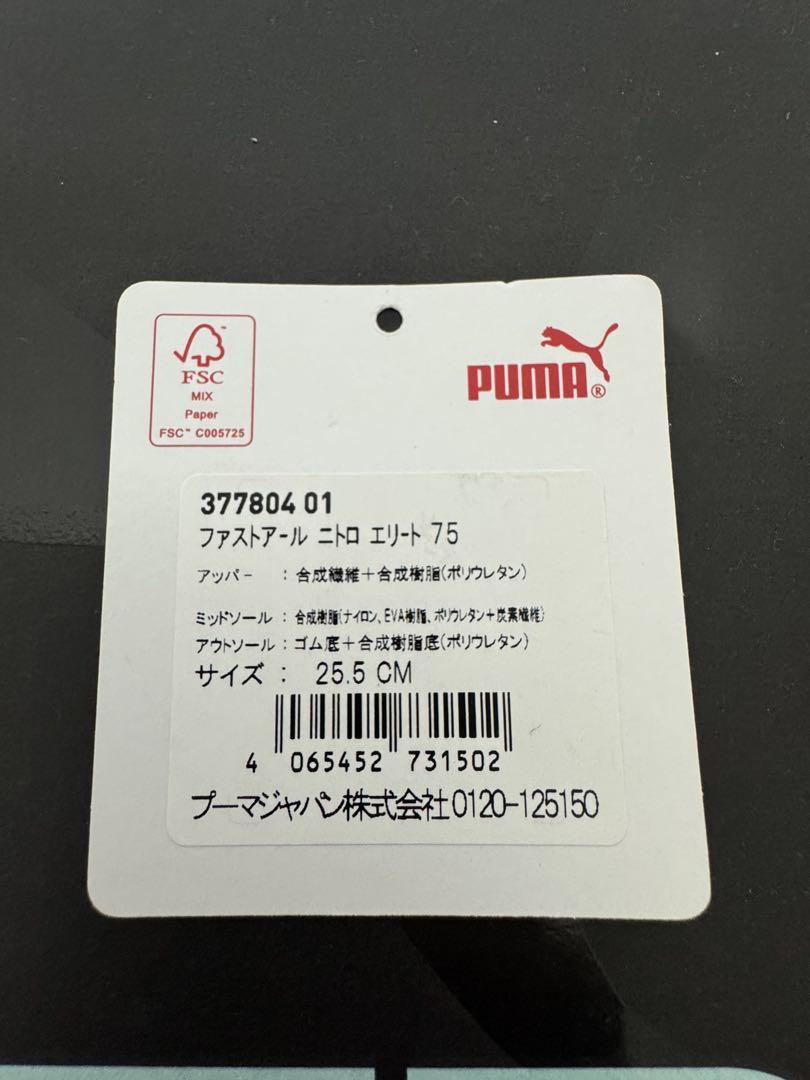 FSC™
MIX
Paper
FSC™ C005725
PUMA®
377804 01
ファストアール ニトロ エリート 75
アッパー : 合成繊維+合成樹脂(ポリウレタン)
ミッドソール : 合成樹脂(ナイロン、EVA樹脂、ポリウレタン+炭素繊維)
アウトソール : ゴム底+合成樹脂底(ポリウレタン)
サイズ : 25.5 CM
4 065452 731502
プーマジャパン株式会社0120-125150